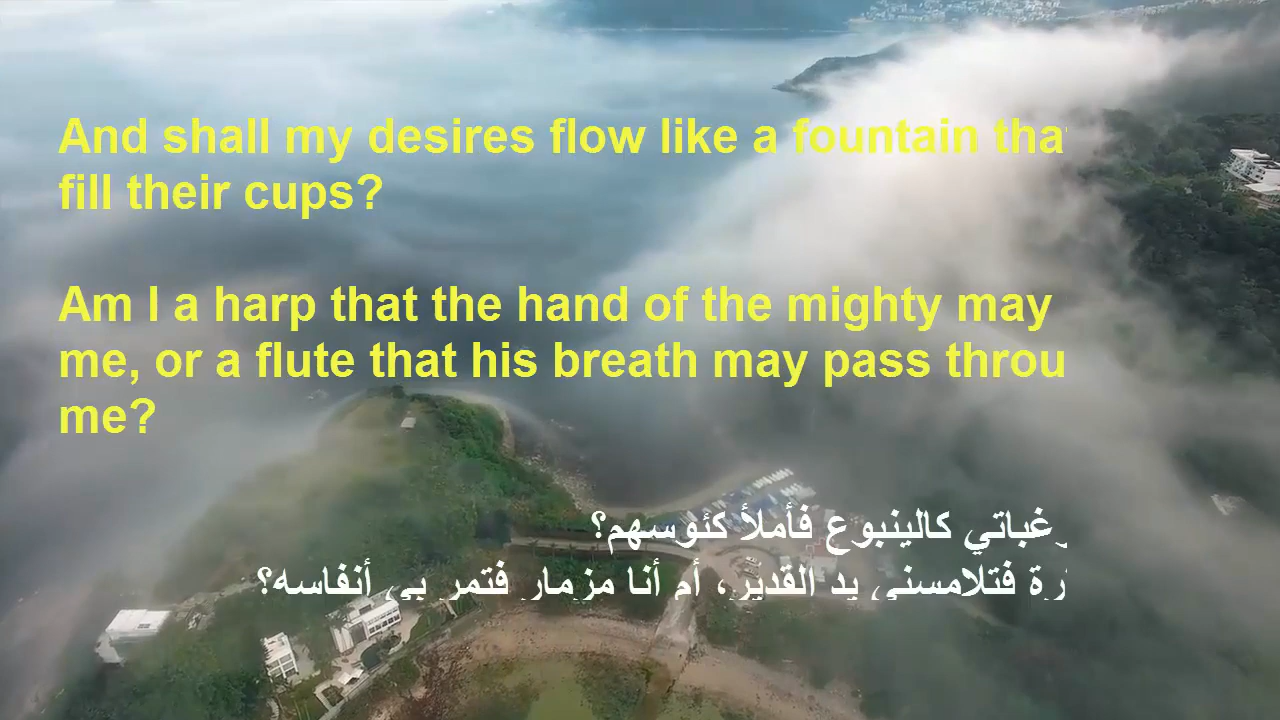 And shall my desires flow like a fountain that
fill their cups?
Am I a harp that the hand of the mighty may
me, or a flute that his breath may pass throu
me?
رغباتي كالينبوع فأملأ كئوسهم؟
رة فتلامسني يد القدير، أم أنا مزمار فتمر بي أنفاسه؟